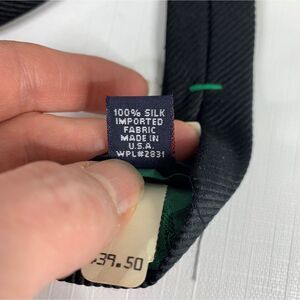 100% SILK
IMPORTED
FABRIC
MADE IN
U.S.A.
WPL#2831
$39.50